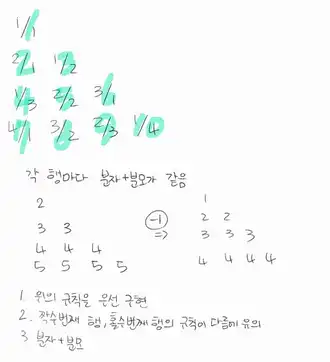 1/1
2/1 1/2
1/3 2/2 3/1
4/1 3/2 2/3 1/4
각 행마다 분자+분모가 같음
2
3 3
4 4 4
5 5 5 5
-1
=>
1
2 2
3 3 3
4 4 4 4
1. 위의 규칙을 우선 구현
2. 짝수번째 행, 홀수번째 행의 규칙이 다름에 유의
3 분자+분모